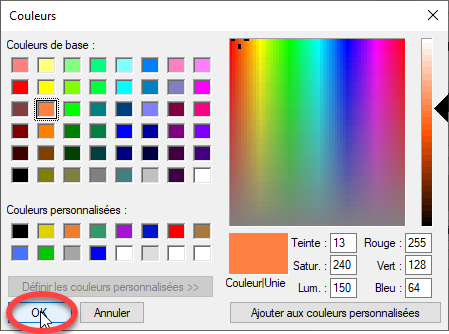 Couleurs
Couleurs de base :
Couleurs personnalisées :
Définir les couleurs personnalisées >>
OK
Annuler
Couleur|Unie
Teinte : 13
Satur. : 240
Lum. : 150
Rouge : 255
Vert : 128
Bleu : 64
Ajouter aux couleurs personnalisées